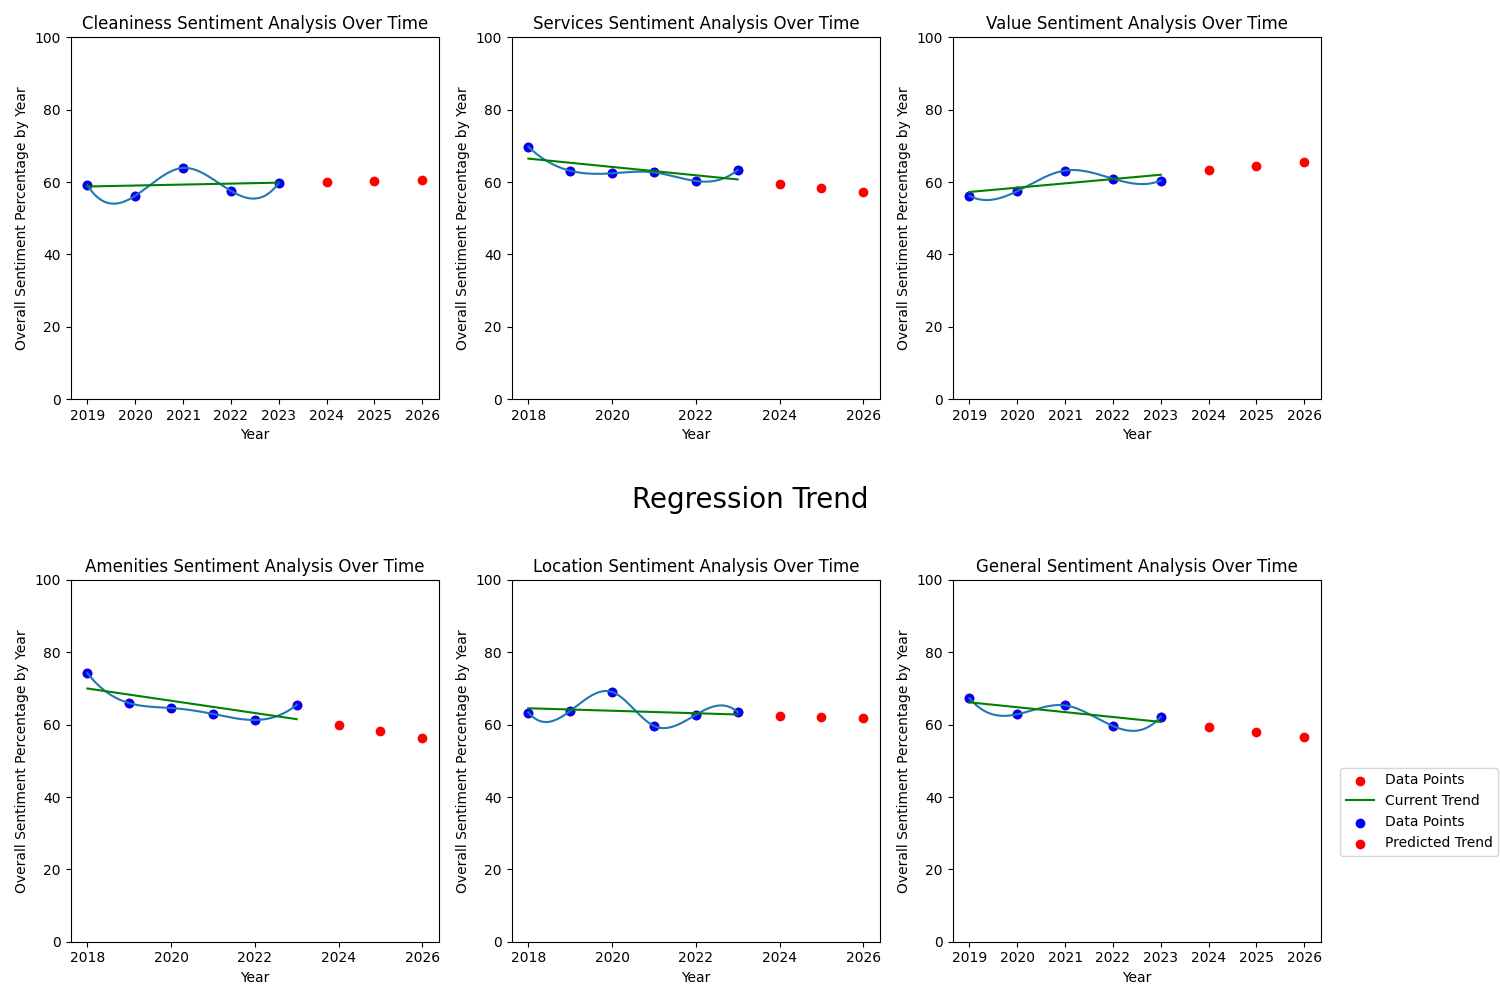 Cleaniness Sentiment Analysis Over Time
Overall Sentiment Percentage by Year
100
80
60
40
20
0
2019 2020 2021 2022 2023 2024 2025 2026
Year
Services Sentiment Analysis Over Time
Overall Sentiment Percentage by Year
100
80
60
40
20
0
2018 2020 2022 2024 2026
Year
Value Sentiment Analysis Over Time
Overall Sentiment Percentage by Year
100
80
60
40
20
0
2019 2020 2021 2022 2023 2024 2025 2026
Year
Regression Trend
Amenities Sentiment Analysis Over Time
Overall Sentiment Percentage by Year
100
80
60
40
20
0
2018 2020 2022 2024 2026
Year
Location Sentiment Analysis Over Time
Overall Sentiment Percentage by Year
100
80
60
40
20
0
2018 2020 2022 2024 2026
Year
General Sentiment Analysis Over Time
Overall Sentiment Percentage by Year
100
80
60
40
20
0
2019 2020 2021 2022 2023 2024 2025 2026
Year
Data Points
Current Trend
Data Points
Predicted Trend